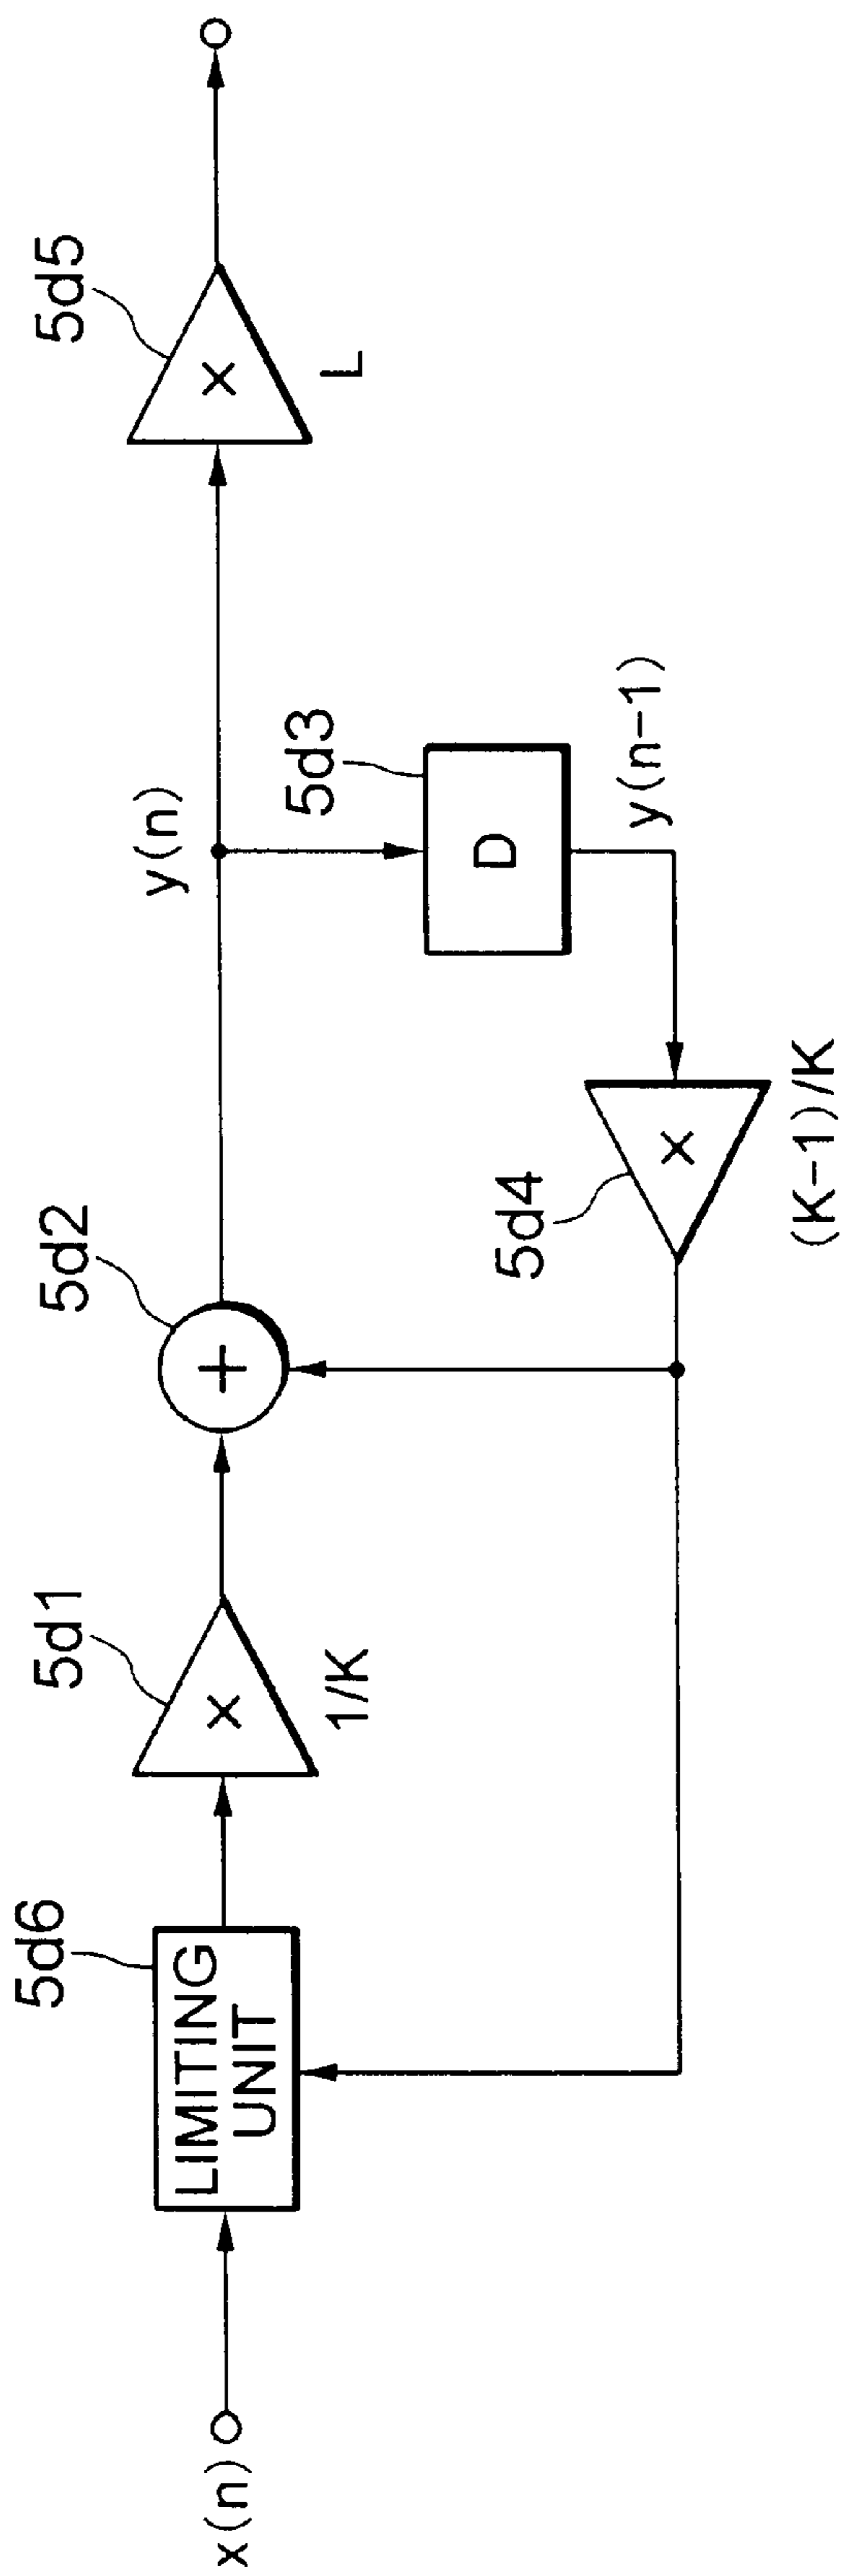 x(n)
5d6
LIMITING
UNIT
5d1
×
1/K
5d2
+
y(n)
5d3
D
y(n-1)
5d4
×
(K-1)/K
5d5
×
L